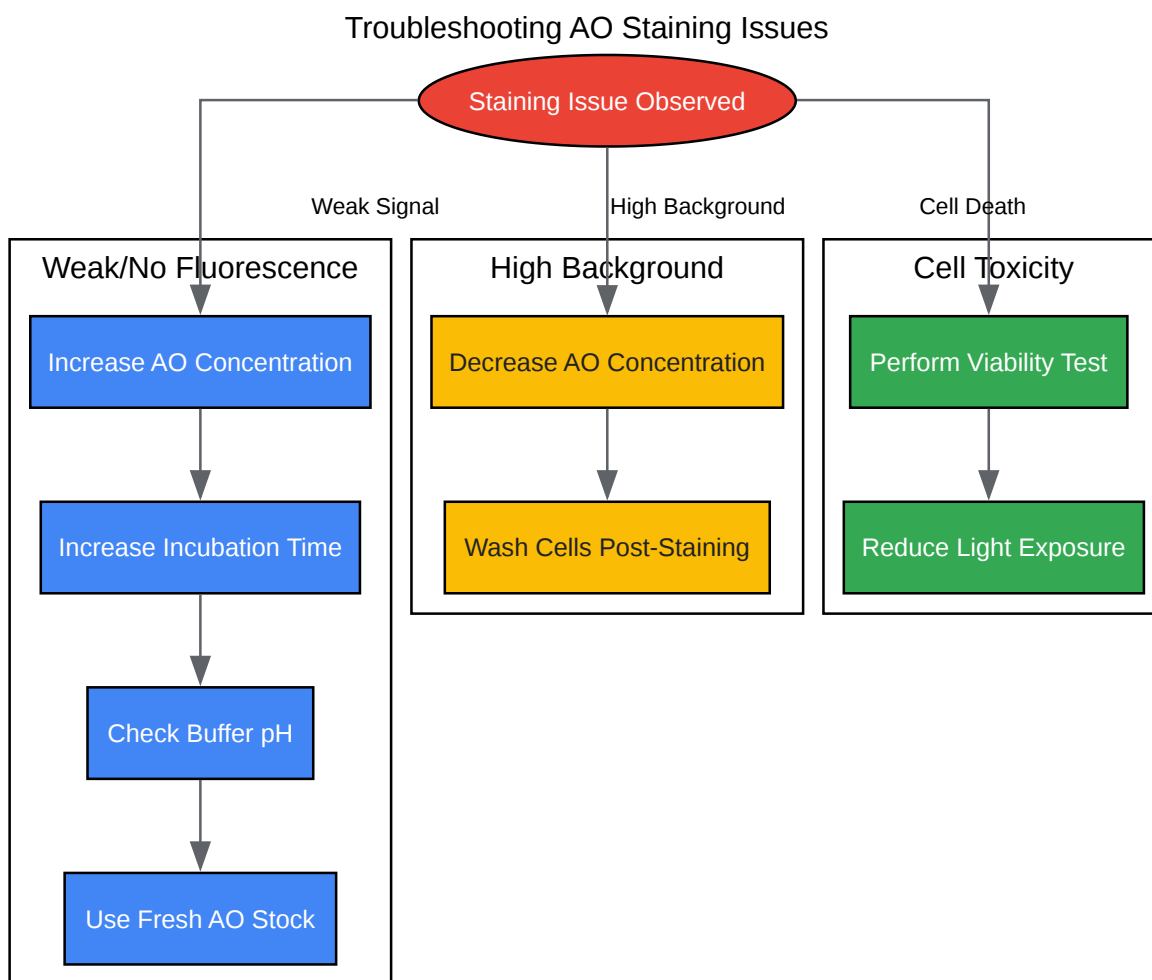 Troubleshooting AO Staining Issues
Staining Issue Observed
Weak Signal
High Background
Cell Death
Weak/No Fluorescence
Increase AO Concentration
Increase Incubation Time
Check Buffer pH
Use Fresh AO Stock
High Background
Decrease AO Concentration
Wash Cells Post-Staining
Cell Toxicity
Perform Viability Test
Reduce Light Exposure